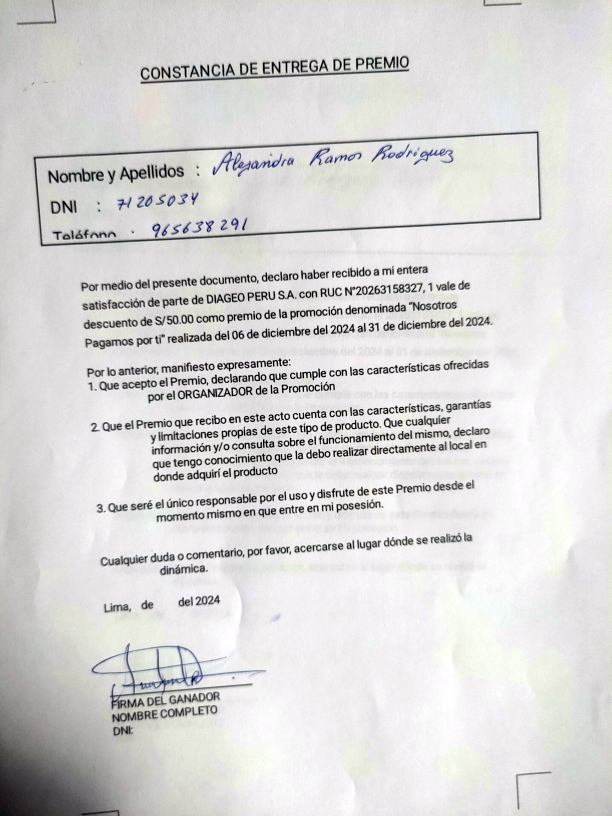 CONSTANCIA DE ENTREGA DE PREMIO
Nombre y Apellidos : Alejandra Ramos Rodriguez
DNI : 71205034
Teléfono : 965638291
Por medio del presente documento, declaro haber recibido a mi entera
satisfacción de parte de DIAGEO PERU S.A. con RUC N°20263158327, 1 vale de
descuento de S/50.00 como premio de la promoción denominada "Nosotros
Pagamos por ti" realizada del 06 de diciembre del 2024 al 31 de diciembre del 2024.
Por lo anterior, manifiesto expresamente:
1. Que acepto el Premio, declarando que cumple con las características ofrecidas
por el ORGANIZADOR de la Promoción
2. Que el Premio que recibo en este acto cuenta con las características, garantías
y limitaciones propias de este tipo de producto. Que cualquier
información y/o consulta sobre el funcionamiento del mismo, declaro
que tengo conocimiento que la debo realizar directamente al local en
donde adquirí el producto
3. Que seré el único responsable por el uso y disfrute de este Premio desde el
momento mismo en que entre en mi posesión.
Cualquier duda o comentario, por favor, acercarse al lugar dónde se realizó la
dinámica.
Lima, de del 2024
FIRMA DEL GANADOR
NOMBRE COMPLETO
DNI: